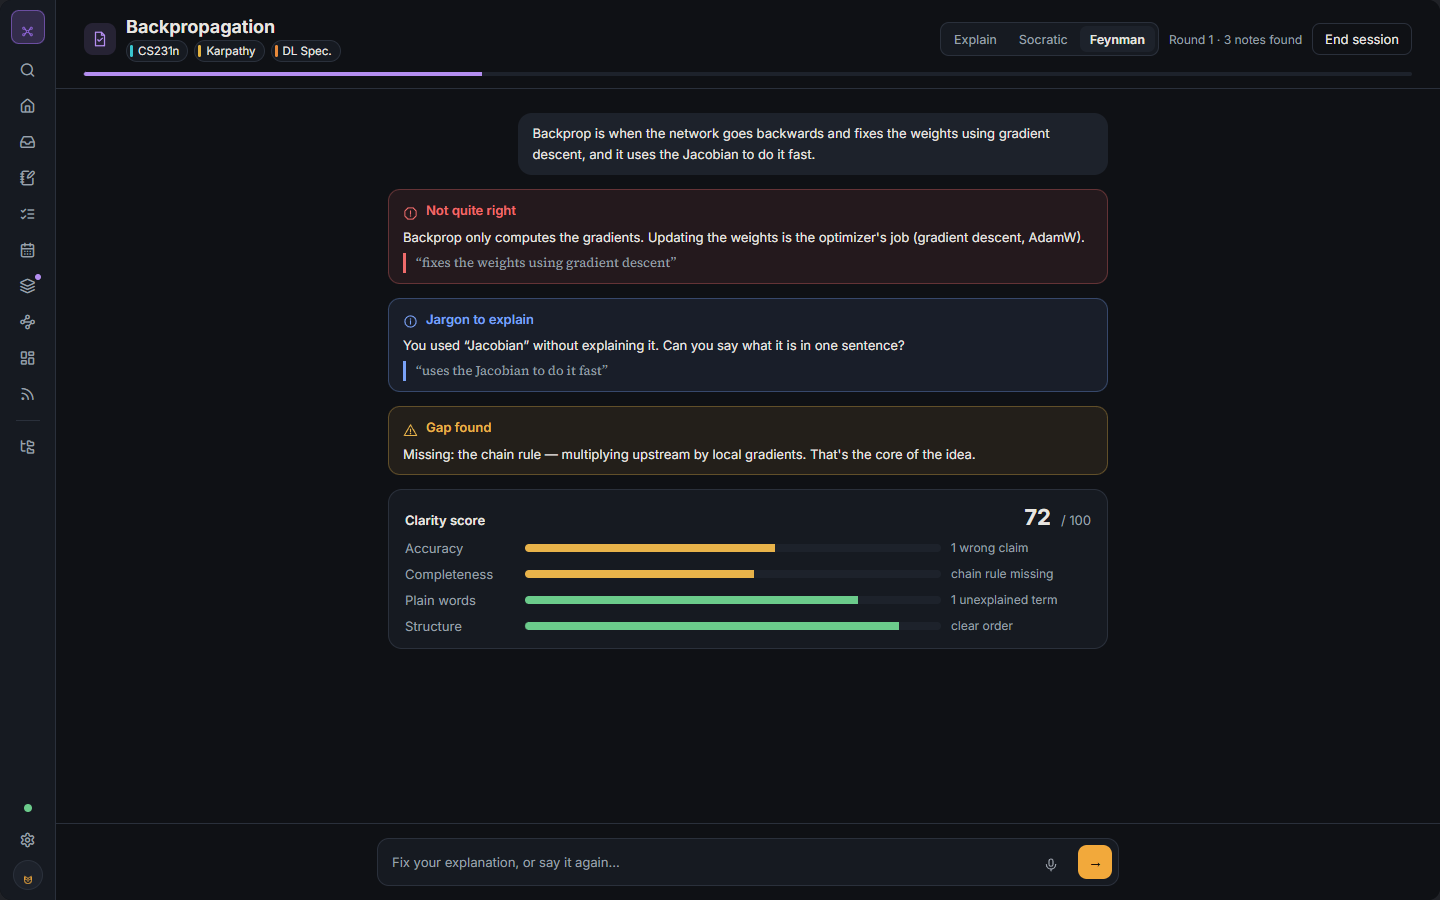 Backpropagation
CS231n
Karpathy
DL Spec.
Explain
Socratic
Feynman
Round 1 · 3 notes found
End session
Backprop is when the network goes backwards and fixes the weights using gradient
descent, and it uses the Jacobian to do it fast.
Not quite right
Backprop only computes the gradients. Updating the weights is the optimizer's job (gradient descent, AdamW).
“fixes the weights using gradient descent”
Jargon to explain
You used “Jacobian” without explaining it. Can you say what it is in one sentence?
“uses the Jacobian to do it fast”
Gap found
Missing: the chain rule — multiplying upstream by local gradients. That's the core of the idea.
Clarity score
72 / 100
Accuracy
1 wrong claim
Completeness
chain rule missing
Plain words
1 unexplained term
Structure
clear order
Fix your explanation, or say it again...
→